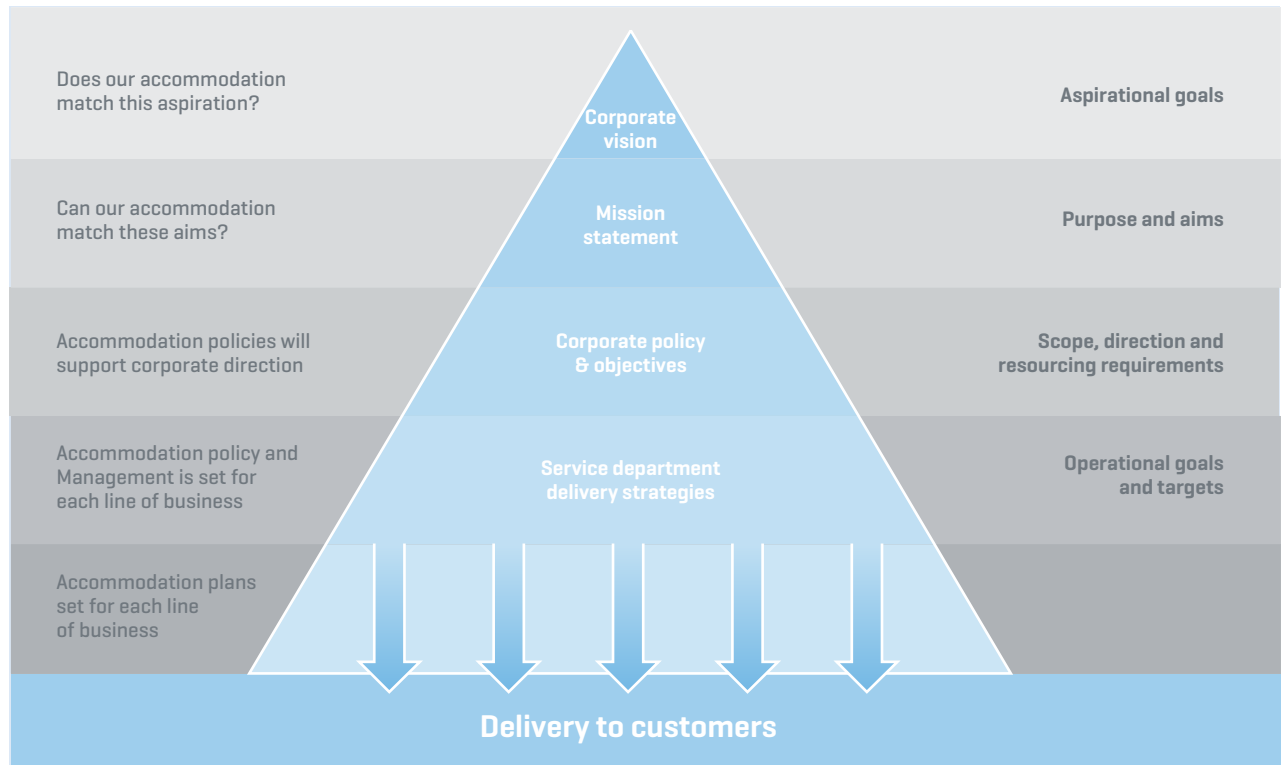 Does our accommodation
match this aspiration?
Corporate
vision
Aspirational goals
Can our accommodation
match these aims?
Mission
statement
Purpose and aims
Accommodation policies will
support corporate direction
Corporate policy
& objectives
Scope, direction and
resourcing requirements
Accommodation policy and
Management is set for
each line of business
Service department
delivery strategies
Operational goals
and targets
Accommodation plans
set for each line
of business
Delivery to customers